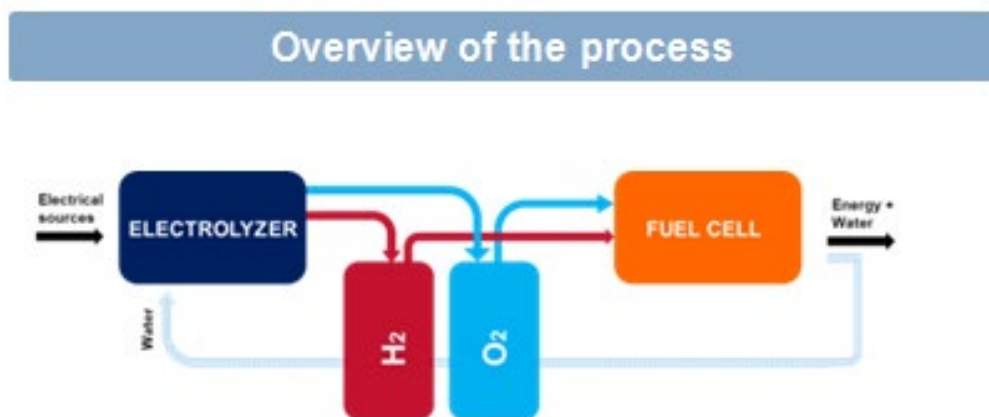 Overview of the process
Electrical
sources
ELECTROLYZER
FUEL CELL
Energy +
Water
Water
H2
O2